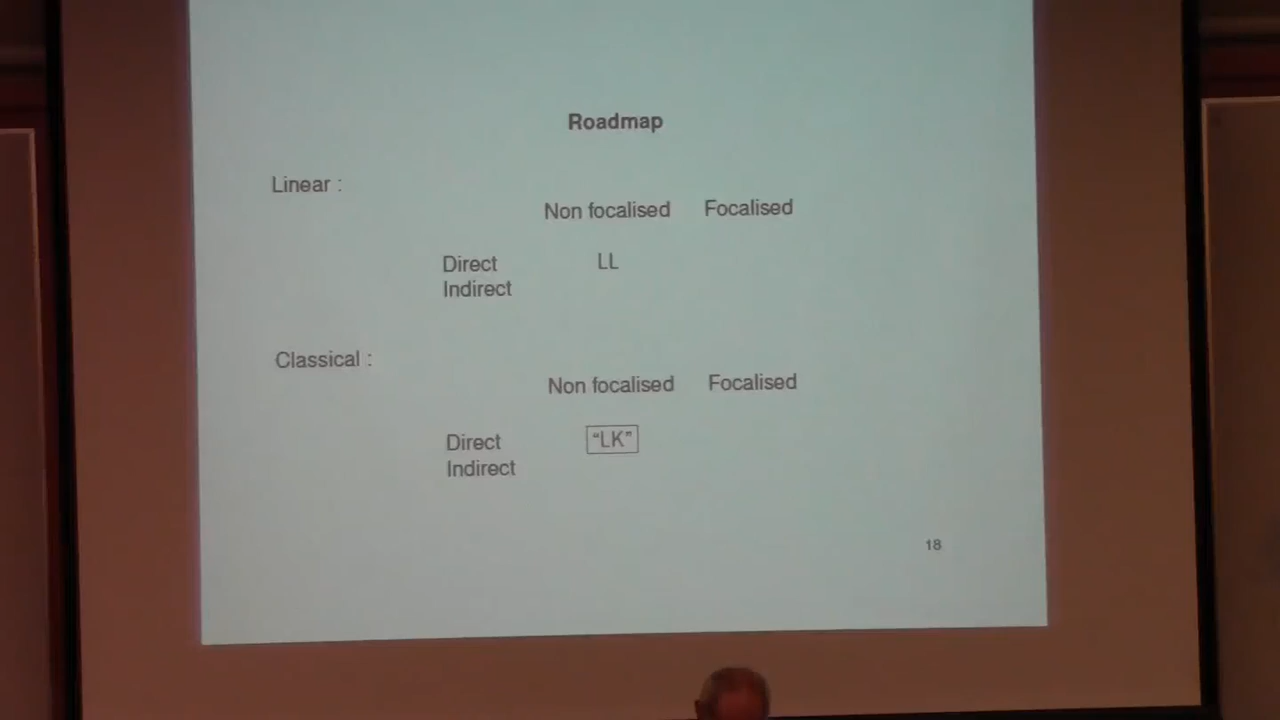 Roadmap
Linear :
Non focalised Focalised
Direct LL
Indirect
Classical :
Non focalised Focalised
Direct “LK”
Indirect
18